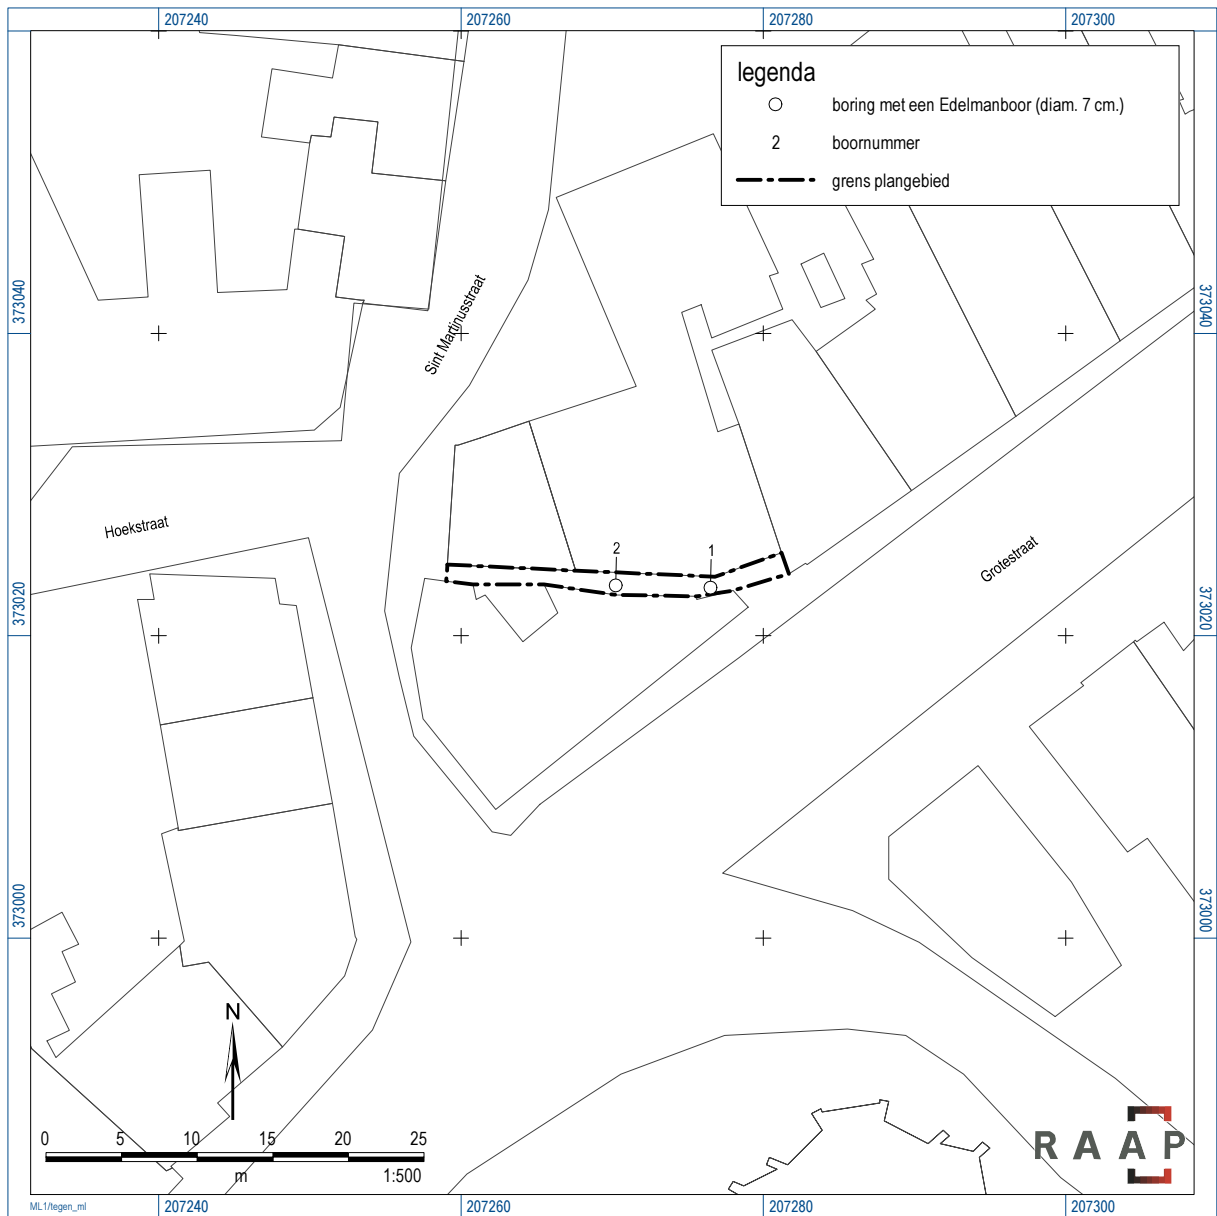 207240
207260
207280
207300
legenda
boring met een Edelmanboor (diam. 7 cm.)
2
boornummer
grens plangebied
373040
373040
Sint Martinusstraat
Hoekstraat
2
1
Grotestraat
373020
373020
373000
373000
N
0
5
10
15
20
25
m
1:500
RAAP
ML1/tegen_ml
207240
207260
207280
207300